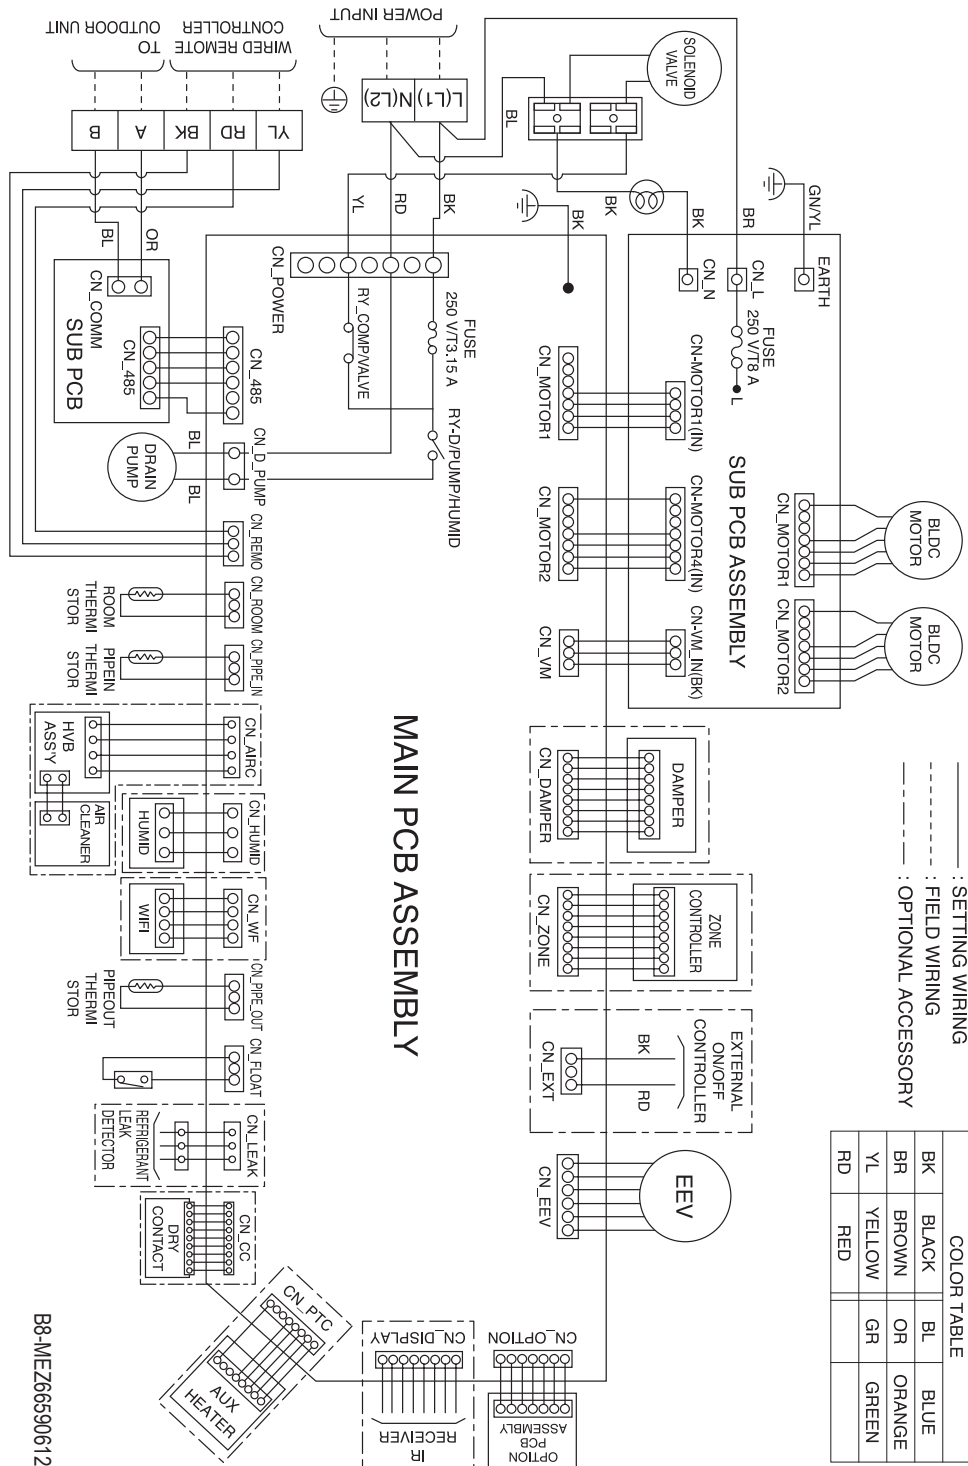 POWER INPUT
WIRED REMOTE
CONTROLLER
TO
OUTDOOR UNIT
YL
RD
BK
A
B
L(L1) N(L2)
SOLENOID
VALVE
BL
BL
OR
YL
RD
BK
BK
BK
BK
BR
GN/YL
EARTH
CN_L
CN_N
FUSE
250 V/T8 A
L
CN_POWER
FUSE
250 V/T3.15 A
RY_COMP/VALVE
RY-D/PUMP/HUMID
CN_COMM
SUB PCB
CN_485
CN_485
DRAIN
PUMP
BL
BL
CN_D_PUMP
CN_REMO
CN_ROOM
ROOM
THERMI
STOR
CN_PIPE_IN
PIPEIN
THERMI
STOR
CN_AIRC
HVB
ASS'Y
AIR
CLEANER
CN_HUMID
HUMID
CN_WF
WIFI
CN_PIPE_OUT
PIPEOUT
THERMI
STOR
CN_FLOAT
CN_LEAK
REFRIGERANT
LEAK
DETECTOR
CN_CC
DRY
CONTACT
CN_PTC
AUX
HEATER
CN_DISPLAY
IR
RECEIVER
CN_OPTION
OPTION
PCB
ASSEMBLY
MAIN PCB ASSEMBLY
CN_MOTOR1
CN-MOTOR1(IN)
CN_MOTOR2
CN-MOTOR4(IN)
CN_VM
CN-VM_IN(BK)
SUB PCB ASSEMBLY
CN_MOTOR1
BLDC
MOTOR
CN_MOTOR2
BLDC
MOTOR
CN_DAMPER
DAMPER
CN_ZONE
ZONE
CONTROLLER
EXTERNAL
ON/OFF
CONTROLLER
BK
RD
CN_EXT
CN_EEV
EEV
: SETTING WIRING
: FIELD WIRING
: OPTIONAL ACCESSORY
COLOR TABLE
BK BLACK BL BLUE
BR BROWN OR ORANGE
YL YELLOW GR GREEN
RD RED
B8-MEZ66590612